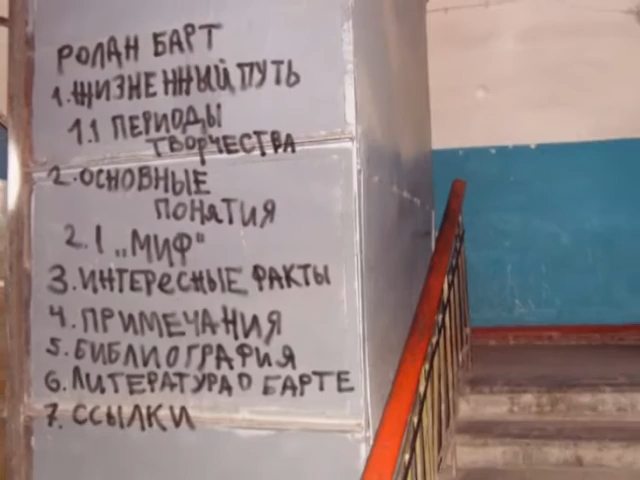 РОЛАН БАРТ
1. ЖИЗНЕННЫЙ ПУТЬ
1.1 ПЕРИОДЫ
ТВОРЧЕСТВА
2. ОСНОВНЫЕ
ПОНЯТИЯ
2.1 „МИФ"
3. ИНТЕРЕСНЫЕ ФАКТЫ
4. ПРИМЕЧАНИЯ
5. БИБЛИОГРАФИЯ
6. ЛИТЕРАТУРА О БАРТЕ
7. ССЫЛКИ